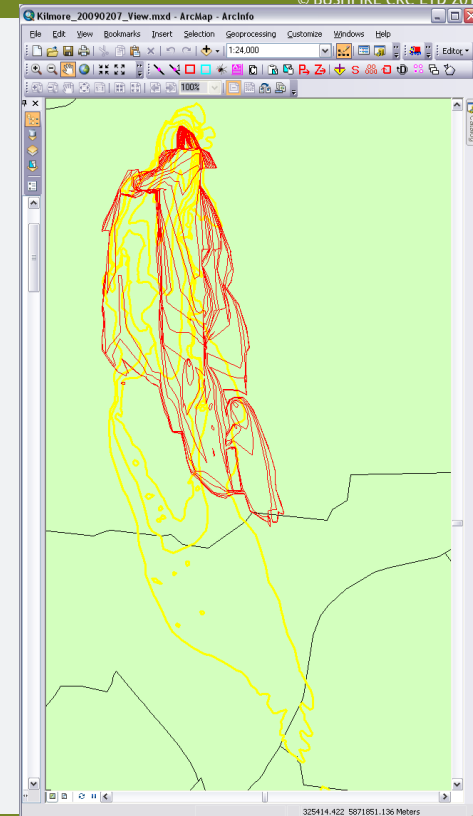 © BUSHFIRE CRC LTD 20
Kilmore_20090207_View.mxd - ArcMap - ArcInfo
File Edit View Bookmarks Insert Selection Geoprocessing Customize Windows Help
1:24,000
Editor
100%
325414.422 5871851.136 Meters